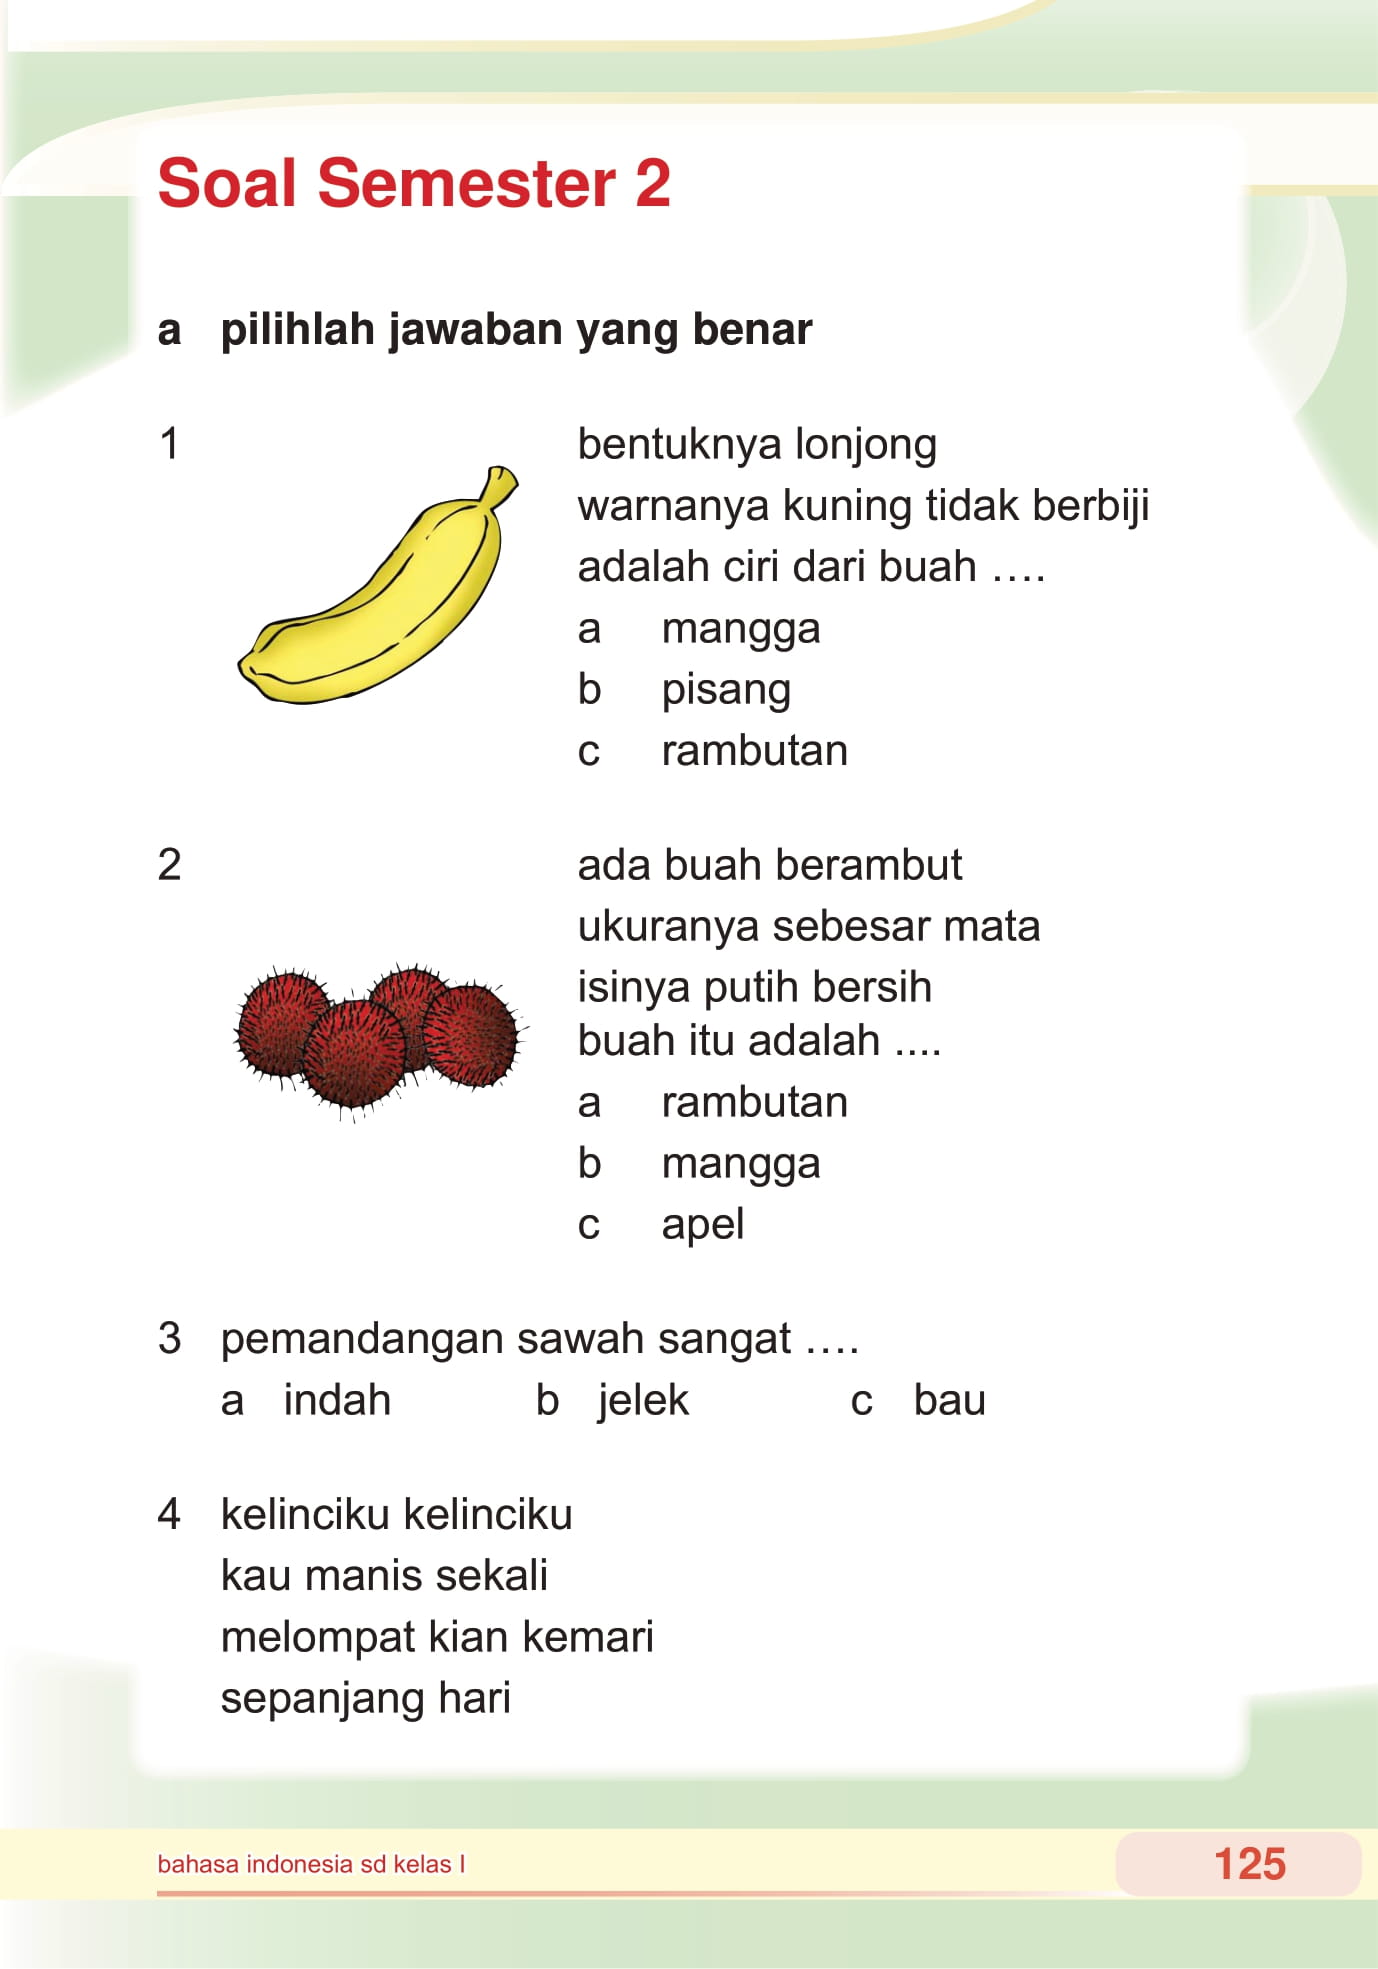 Soal Semester 2
a pilihlah jawaban yang benar
1 bentuknya lonjong
warnanya kuning tidak berbiji
adalah ciri dari buah ....
a mangga
b pisang
c rambutan
2 ada buah berambut
ukuranya sebesar mata
isinya putih bersih
buah itu adalah ....
a rambutan
b mangga
c apel
3 pemandangan sawah sangat ....
a indah b jelek c bau
4 kelinciku kelinciku
kau manis sekali
melompat kian kemari
sepanjang hari
bahasa indonesia sd kelas I 125